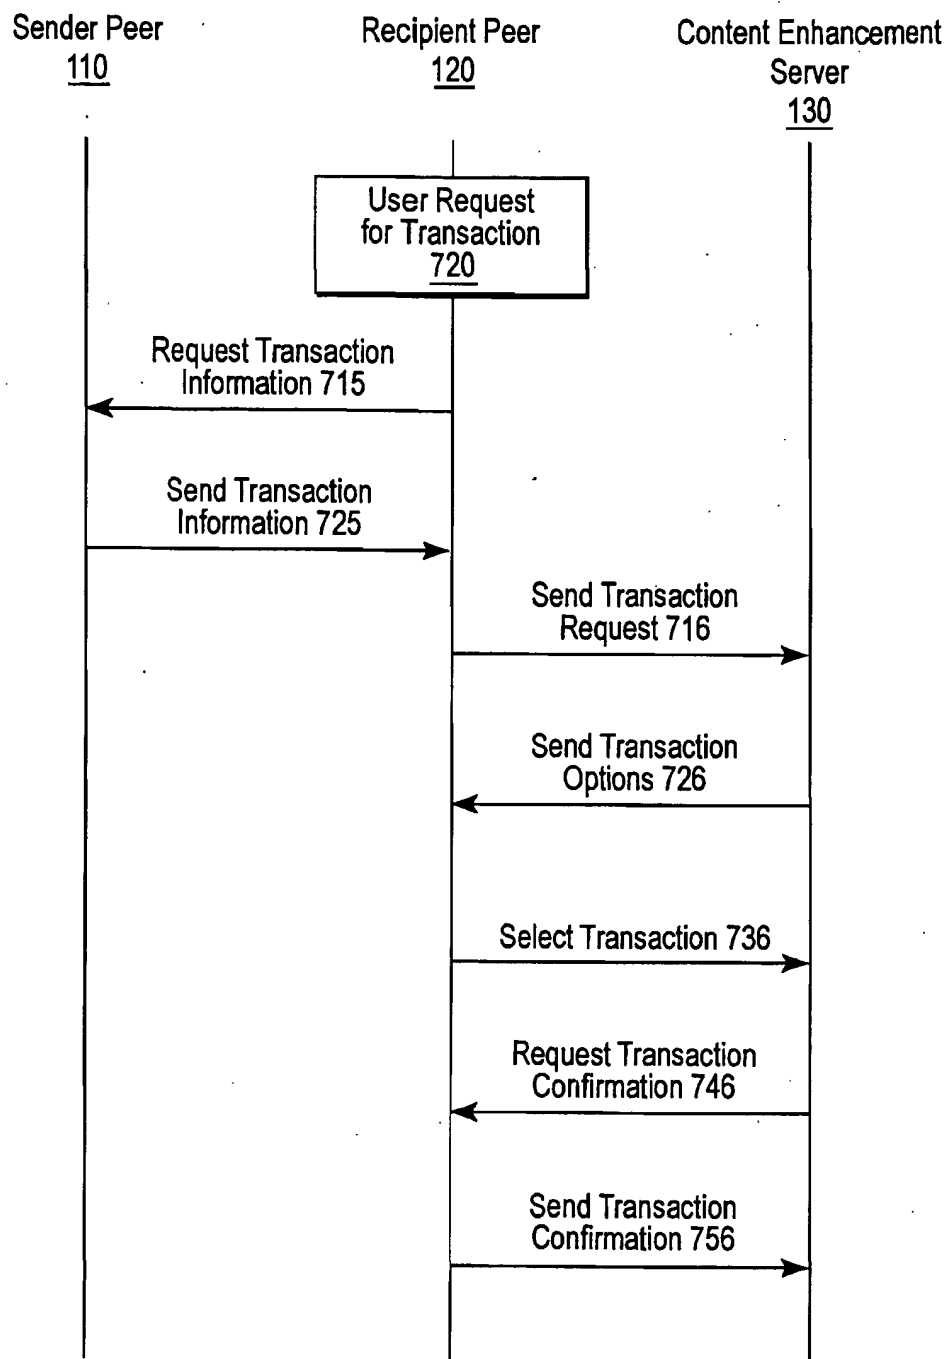 Sender Peer
110
Recipient Peer
120
Content Enhancement
Server
130
User Request
for Transaction
720
Request Transaction
Information 715
Send Transaction
Information 725
Send Transaction
Request 716
Send Transaction
Options 726
Select Transaction 736
Request Transaction
Confirmation 746
Send Transaction
Confirmation 756